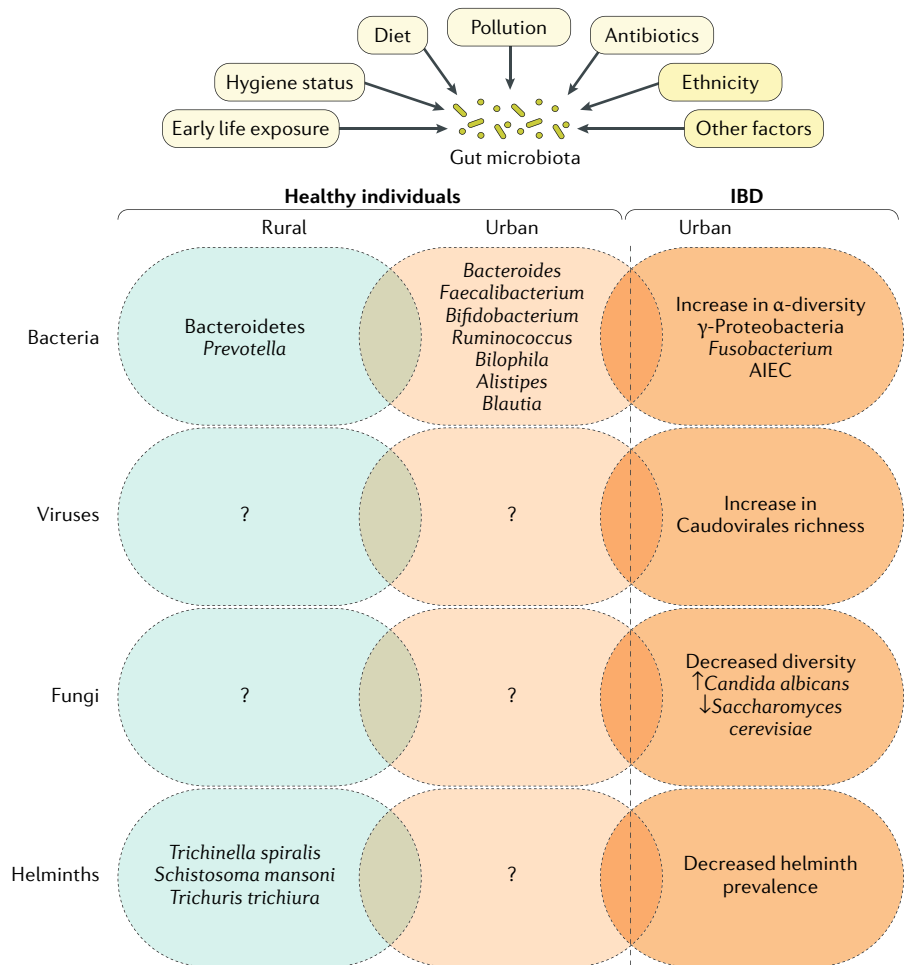 Pollution
Diet
Antibiotics
Hygiene status
Ethnicity
Early life exposure
Other factors
Gut microbiota
Healthy individuals
IBD
Rural
Urban
Urban
Bacteria
Bacteroidetes
Prevotella
Bacteroides
Faecalibacterium
Bifidobacterium
Ruminococcus
Bilophila
Alistipes
Blautia
Increase in α-diversity
γ-Proteobacteria
Fusobacterium
AIEC
Viruses
?
?
Increase in
Caudovirales richness
Fungi
?
?
Decreased diversity
↑Candida albicans
↓Saccharomyces
cerevisiae
Helminths
Trichinella spiralis
Schistosoma mansoni
Trichuris trichiura
?
Decreased helminth
prevalence